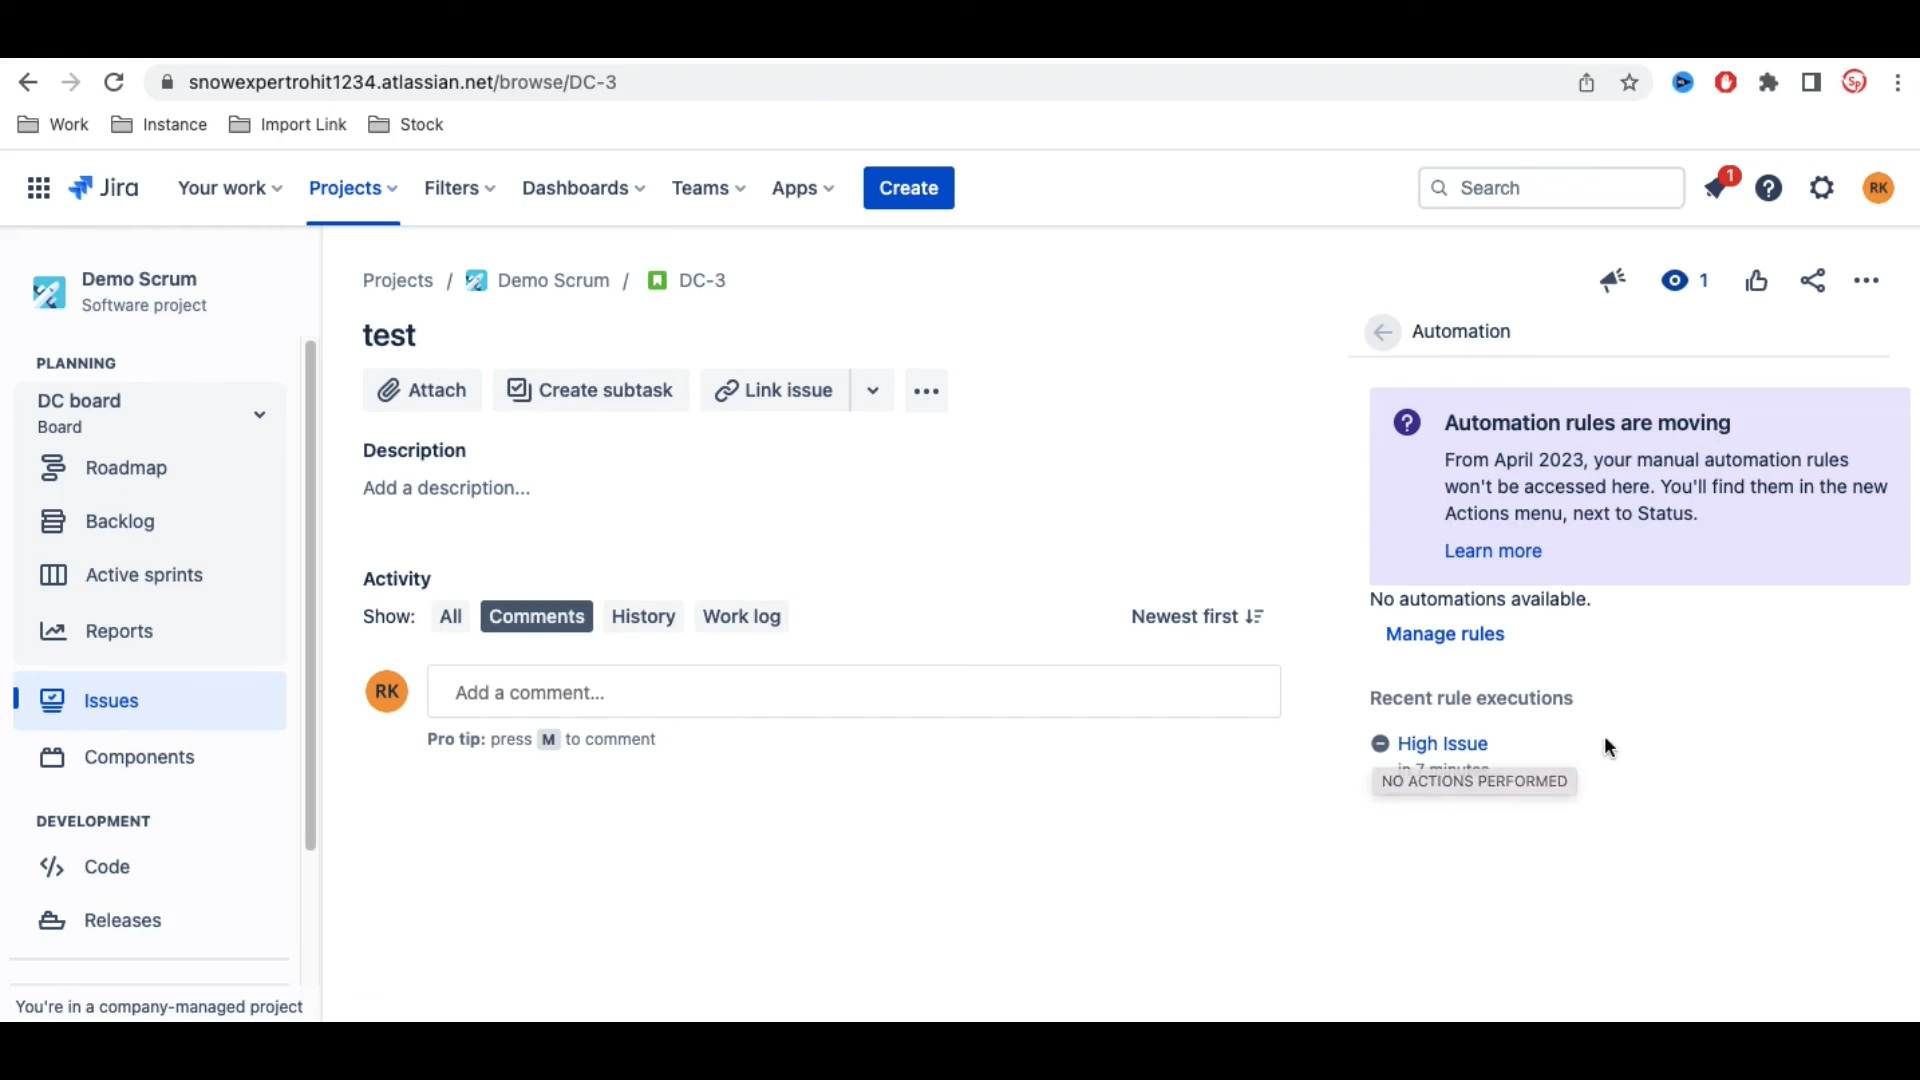 snowexpertrohit1234.atlassian.net/browse/DC-3
Sp
Work Instance Import Link Stock
Jira Your work Projects Filters Dashboards Teams Apps Create Search 1 RK
Demo Scrum
Software project
PLANNING
DC board
Board
Roadmap
Backlog
Active sprints
Reports
Issues
Components
DEVELOPMENT
Code
Releases
You're in a company-managed project
Projects / Demo Scrum / DC-3
1
test
Attach Create subtask Link issue
Description
Add a description...
Activity
Show: All Comments History Work log Newest first
RK Add a comment...
Pro tip: press M to comment
Automation
Automation rules are moving
From April 2023, your manual automation rules
won't be accessed here. You'll find them in the new
Actions menu, next to Status.
Learn more
No automations available.
Manage rules
Recent rule executions
High Issue
in 7 minutes
NO ACTIONS PERFORMED